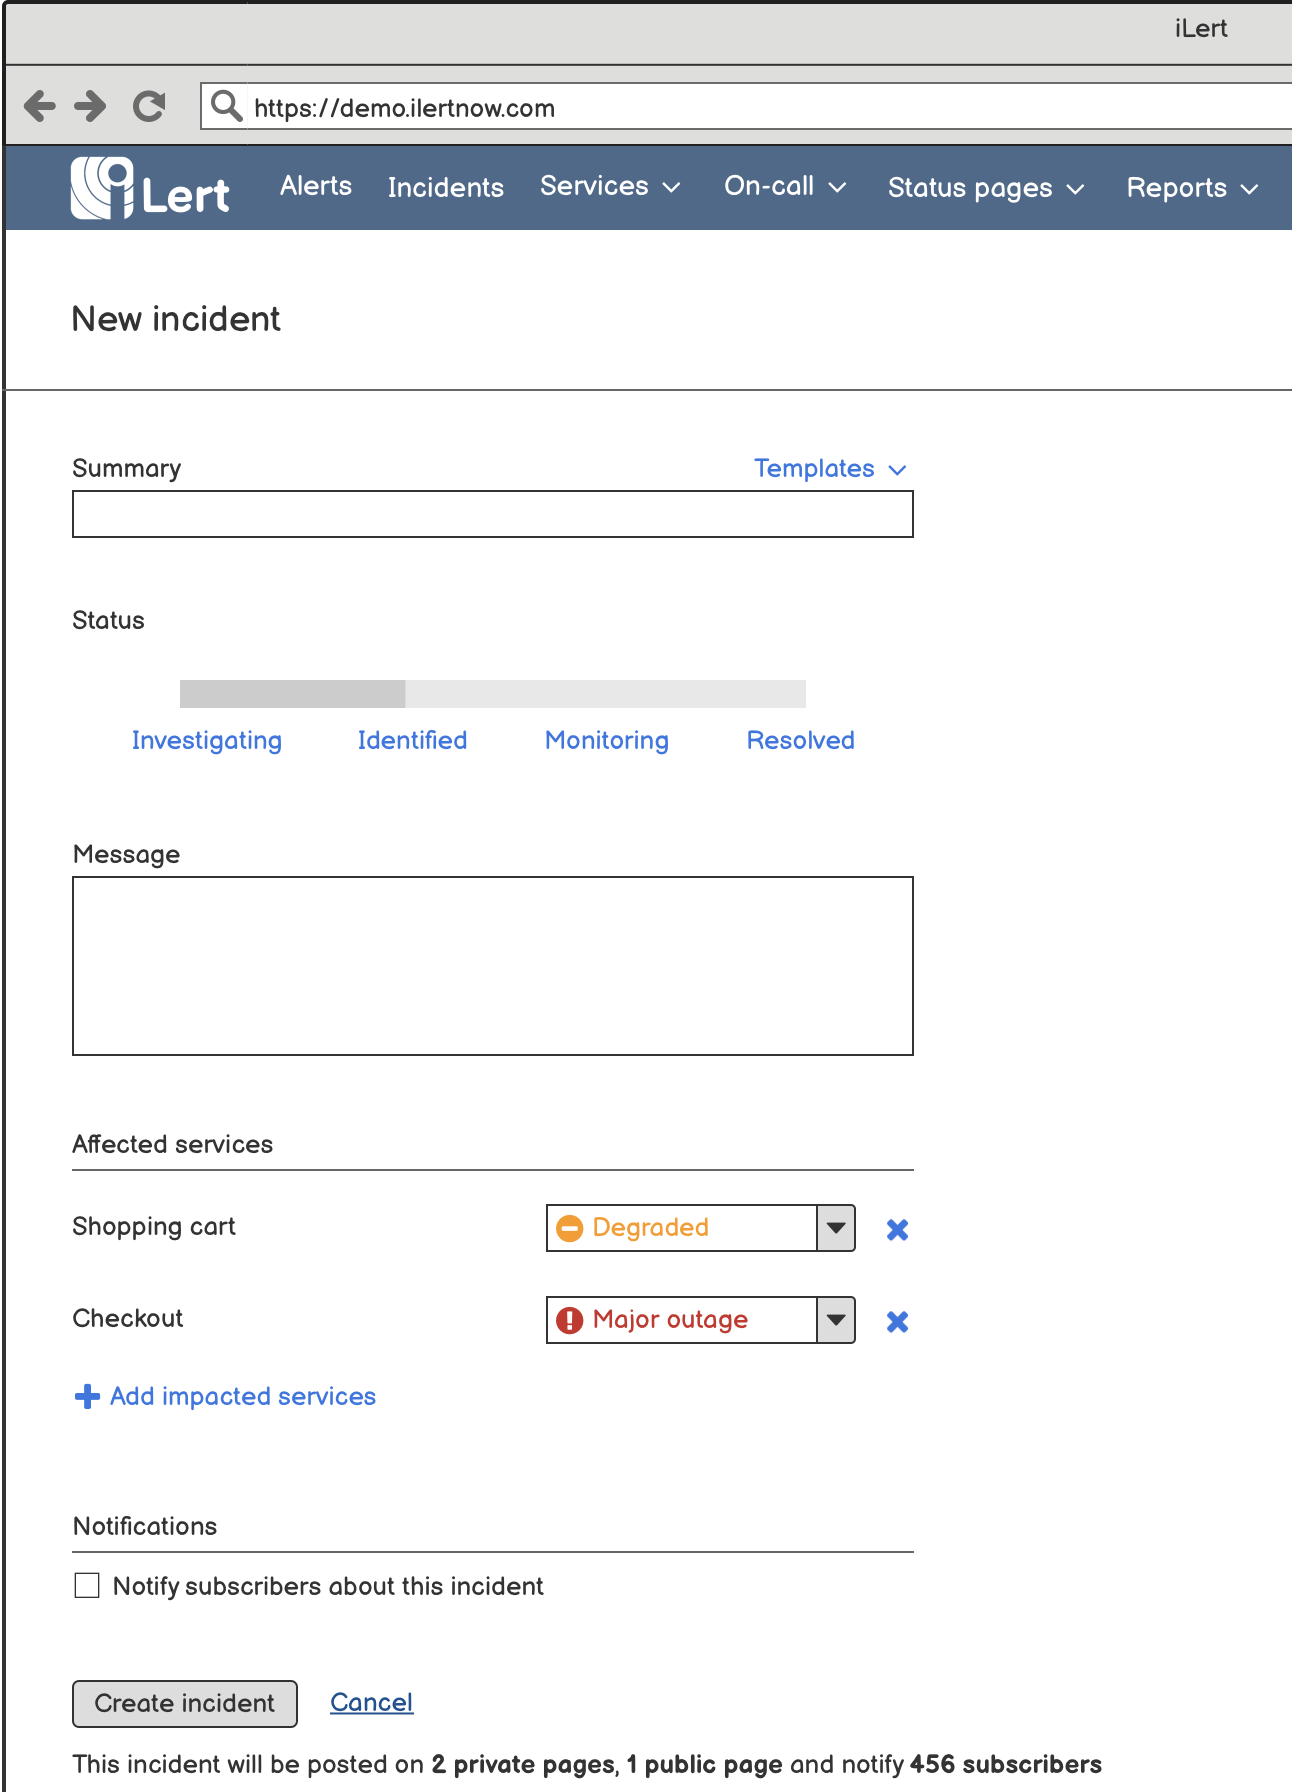 iLert
https://demo.ilertnow.com
iLert Alerts Incidents Services On-call Status pages Reports
New incident
Summary Templates
Status
Investigating Identified Monitoring Resolved
Message
Affected services
Shopping cart Degraded
Checkout Major outage
Add impacted services
Notifications
Notify subscribers about this incident
Create incident Cancel
This incident will be posted on 2 private pages, 1 public page and notify 456 subscribers